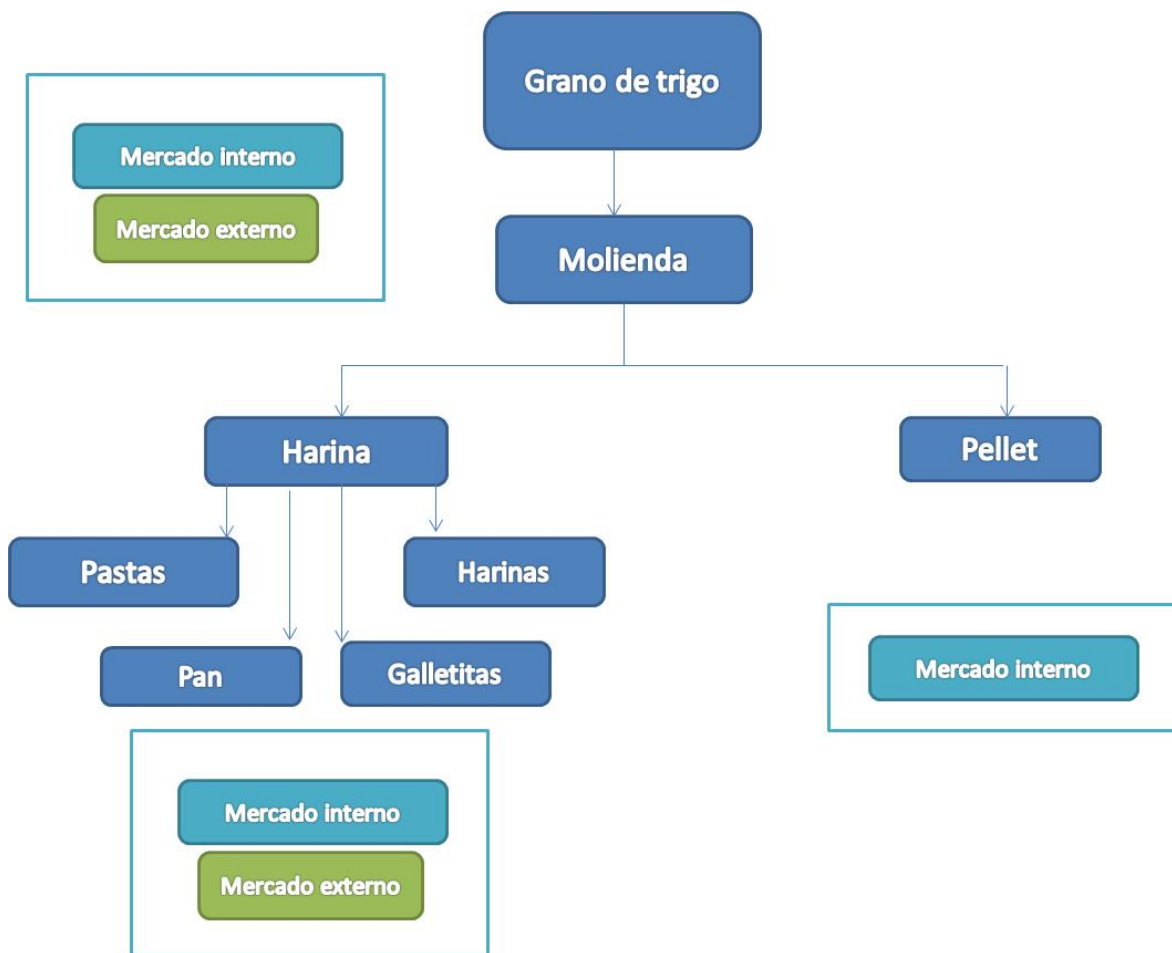 Grano de trigo
Mercado interno
Mercado externo
Molienda
Harina
Pellet
Pastas
Harinas
Pan
Galletitas
Mercado interno
Mercado interno
Mercado externo